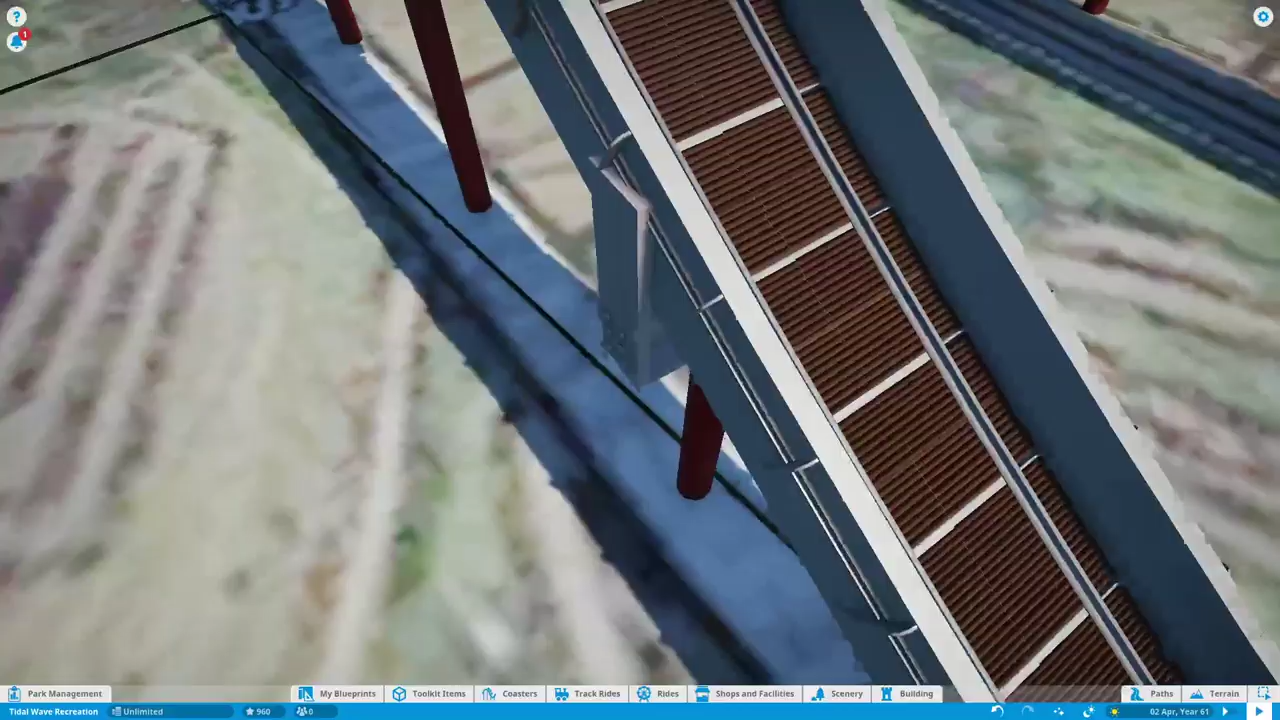 ?
1
Park Management
My Blueprints
Toolkit Items
Coasters
Track Rides
Rides
Shops and Facilities
Scenery
Building
Paths
Terrain
Tidal Wave Recreation
Unlimited
960
0
02 Apr, Year 61